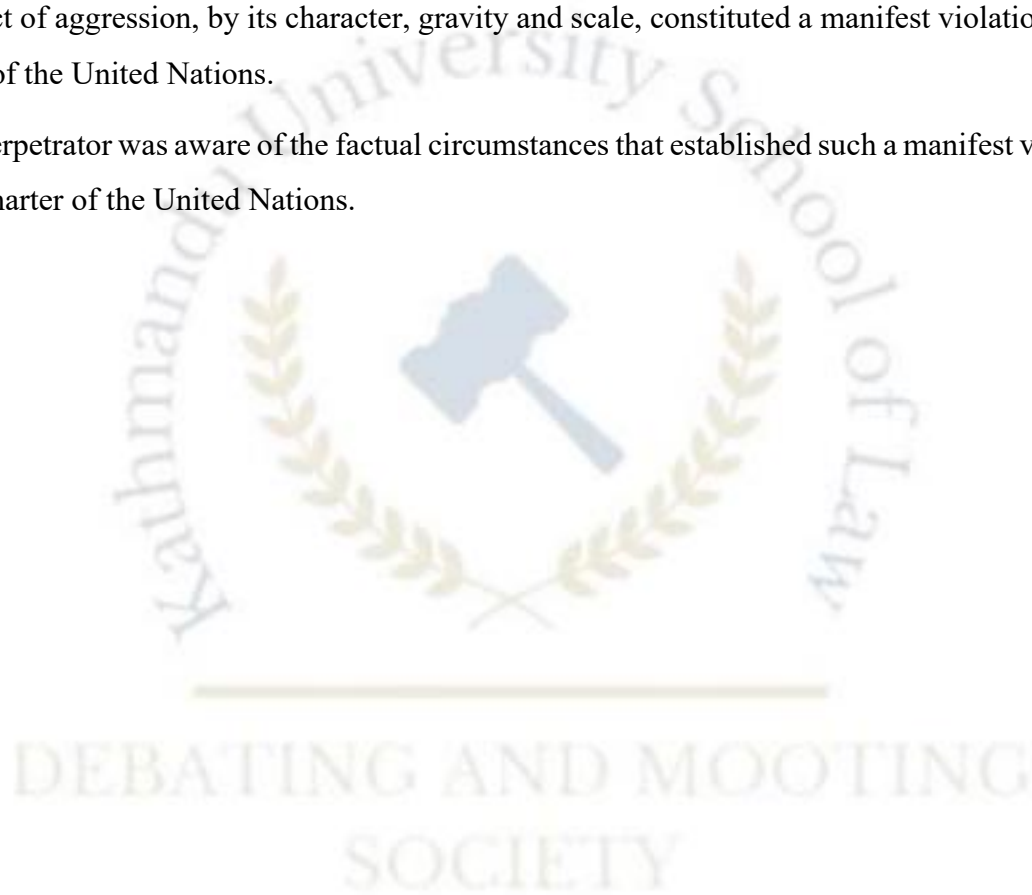 ct of aggression, by its character, gravity and scale, constituted a manifest violatio
of the United Nations.
erpetrator was aware of the factual circumstances that established such a manifest v
harter of the United Nations.
Kauhmandu University School of Law
DEBATING AND MOOTING
SOCIETY